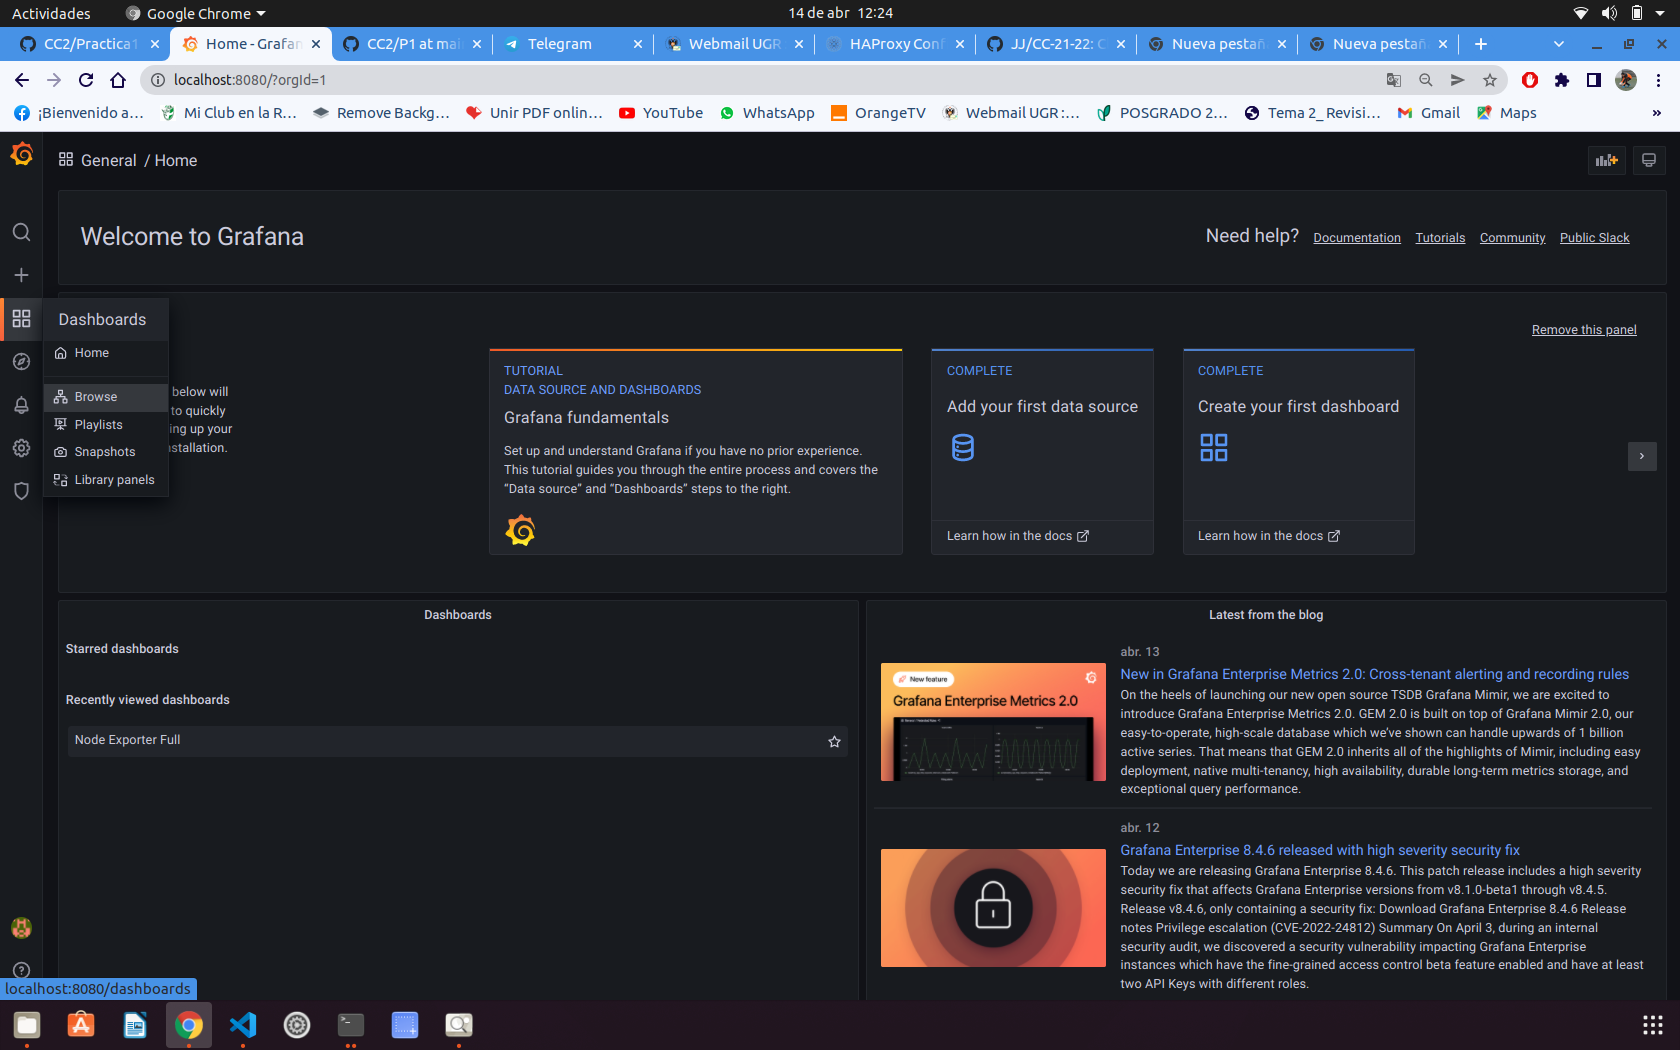 Actividades
Google Chrome
14 de abr 12:24
CC2/Practica1
Home - Grafan
CC2/P1 at mai
Telegram
Webmail UGR
HAProxy Conf
JJ/CC-21-22: C
Nueva pestañ
Nueva pestañ
localhost:8080/?orgId=1
¡Bienvenido a...
Mi Club en la R...
Remove Backg...
Unir PDF onlin...
YouTube
WhatsApp
OrangeTV
Webmail UGR :...
POSGRADO 2...
Tema 2_ Revisi...
Gmail
Maps
»
General / Home
Welcome to Grafana
Need help?
Documentation
Tutorials
Community
Public Slack
Dashboards
Home
Browse
Playlists
Snapshots
Library panels
below will
to quickly
ing up your
stallation.
Remove this panel
TUTORIAL
DATA SOURCE AND DASHBOARDS
Grafana fundamentals
Set up and understand Grafana if you have no prior experience.
This tutorial guides you through the entire process and covers the
“Data source” and “Dashboards” steps to the right.
COMPLETE
Add your first data source
Learn how in the docs
COMPLETE
Create your first dashboard
Learn how in the docs
Dashboards
Starred dashboards
Recently viewed dashboards
Node Exporter Full
Latest from the blog
New feature
Grafana Enterprise Metrics 2.0
abr. 13
New in Grafana Enterprise Metrics 2.0: Cross-tenant alerting and recording rules
On the heels of launching our new open source TSDB Grafana Mimir, we are excited to
introduce Grafana Enterprise Metrics 2.0. GEM 2.0 is built on top of Grafana Mimir 2.0, our
easy-to-operate, high-scale database which we’ve shown can handle upwards of 1 billion
active series. That means that GEM 2.0 inherits all of the highlights of Mimir, including easy
deployment, native multi-tenancy, high availability, durable long-term metrics storage, and
exceptional query performance.
abr. 12
Grafana Enterprise 8.4.6 released with high severity security fix
Today we are releasing Grafana Enterprise 8.4.6. This patch release includes a high severity
security fix that affects Grafana Enterprise versions from v8.1.0-beta1 through v8.4.5.
Release v8.4.6, only containing a security fix: Download Grafana Enterprise 8.4.6 Release
notes Privilege escalation (CVE-2022-24812) Summary On April 3, during an internal
security audit, we discovered a security vulnerability impacting Grafana Enterprise
instances which have the fine-grained access control beta feature enabled and have at least
two API Keys with different roles.
localhost:8080/dashboards